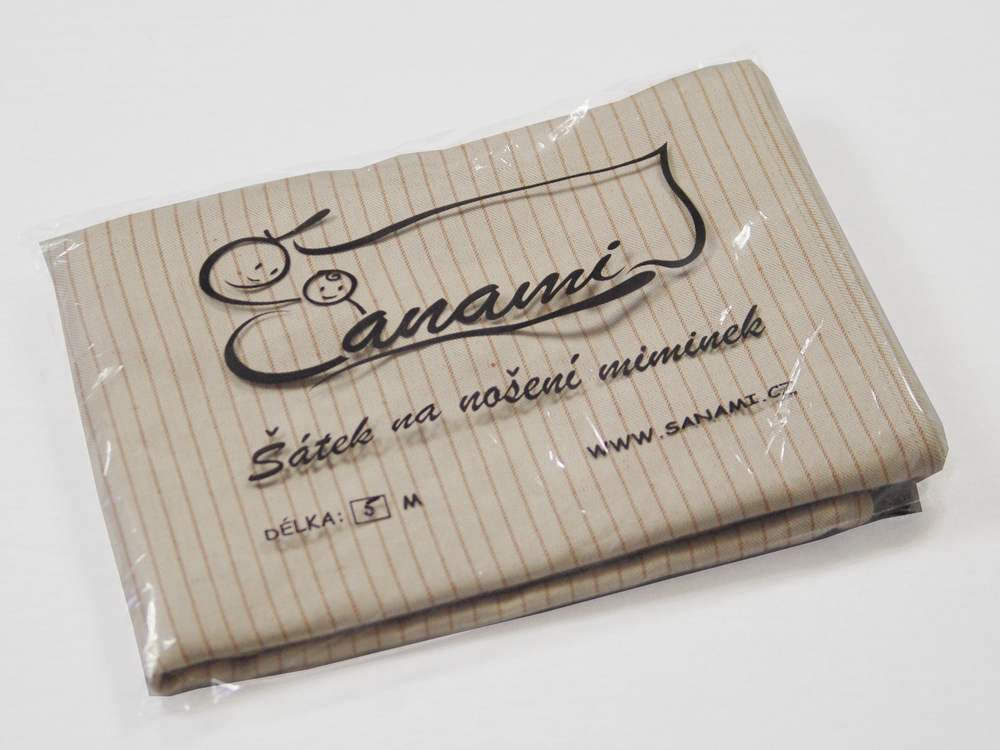 Sanami
Šátek na nošení miminek
WWW.SANAMI.CZ
DÉLKA: 5 M